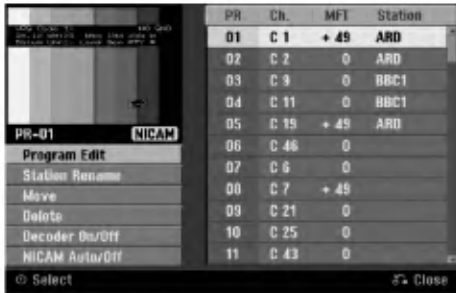 PR-01 NICAM
Program Edit
Station Rename
Move
Delete
Decoder On/Off
NICAM Auto/Off
PR. Ch. MFT Station
01 C 1 + 49 ARD
02 C 2 0 ARD
03 C 9 0 BBC1
04 C 11 0 BBC1
05 C 19 + 49 ARD
06 C 46 0
07 C 6 0
08 C 7 + 49
09 C 21 0
10 C 25 0
11 C 43 0
Select
Close